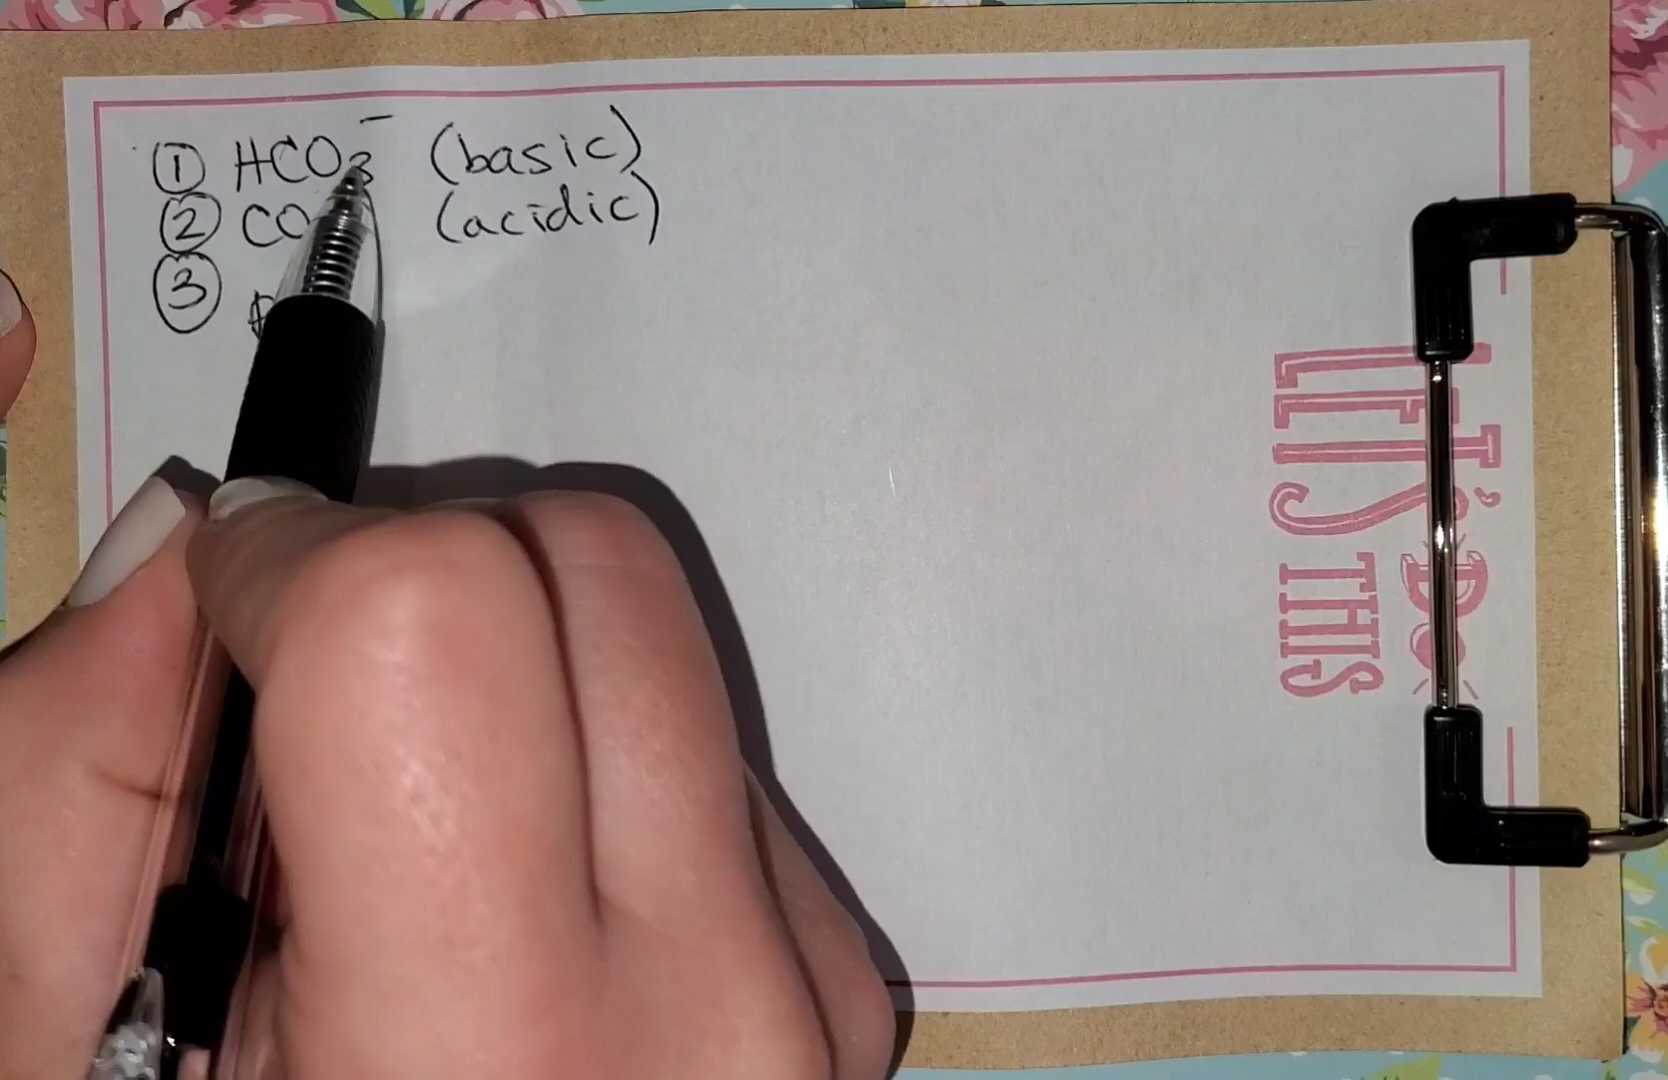 ① HCO3⁻ (basic)
② CO (acidic)
③
LET'S
DO
THIS